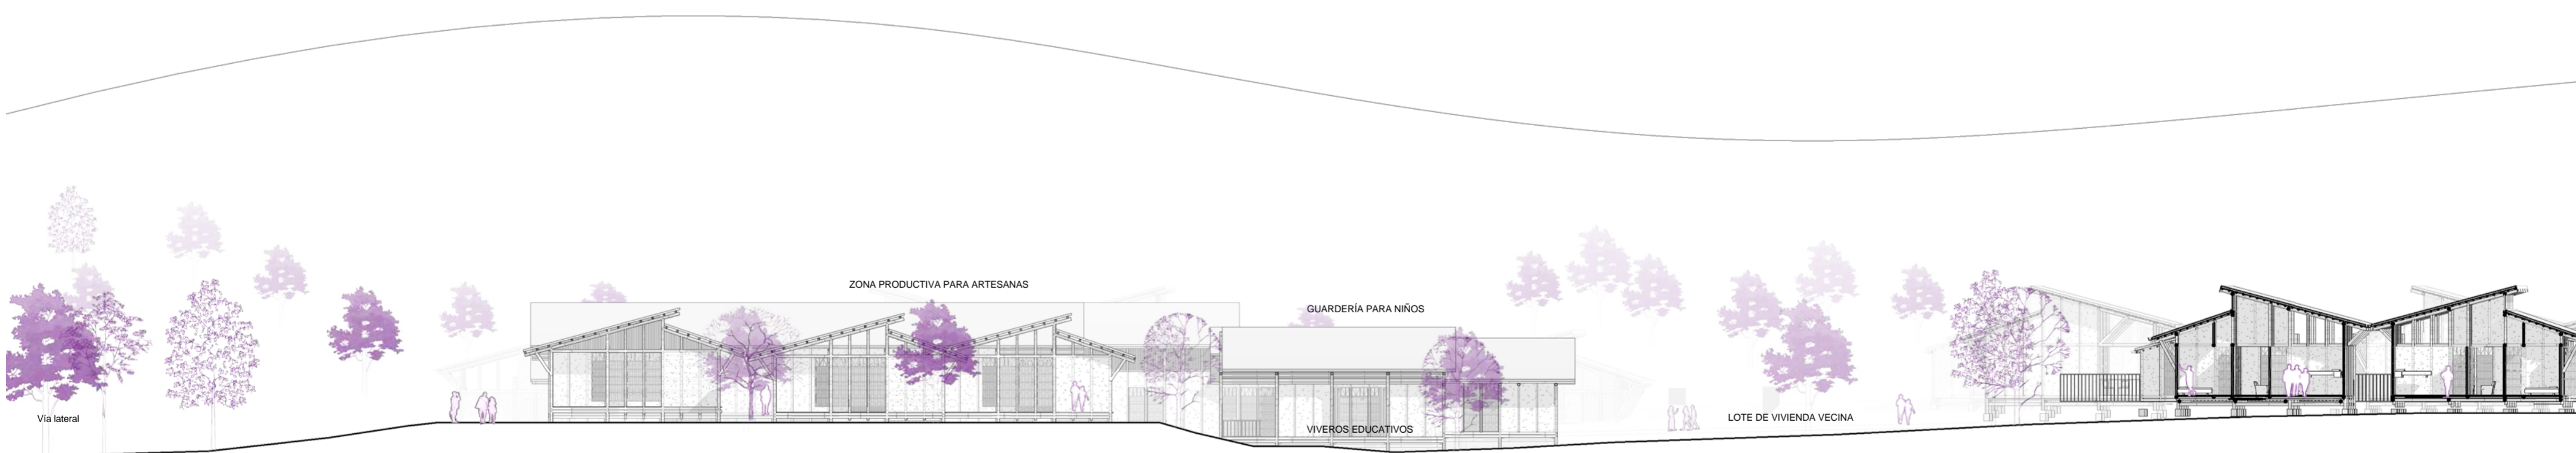 ZONA PRODUCTIVA PARA ARTESANAS
GUARDERÍA PARA NIÑOS
Vía lateral
VIVEROS EDUCATIVOS
LOTE DE VIVIENDA VECINA